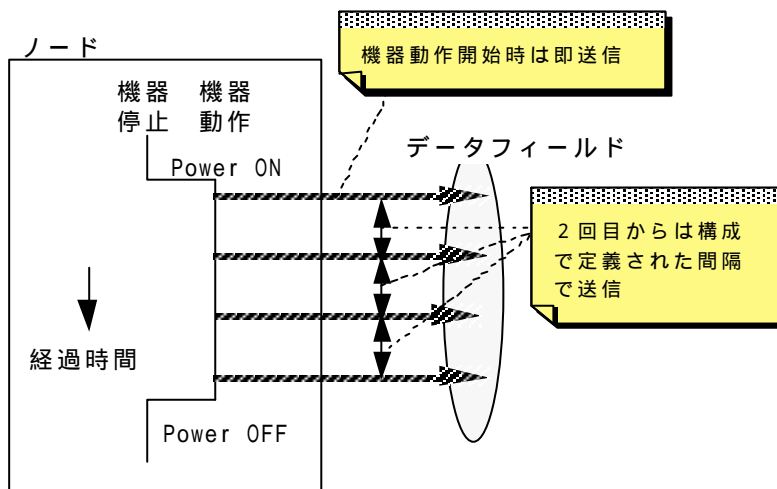 ノード
機器動作開始時は即送信
機器 機器
停止 動作
データフィールド
Power ON
2回目からは構成
で定義された間隔
で送信
経過時間
Power OFF